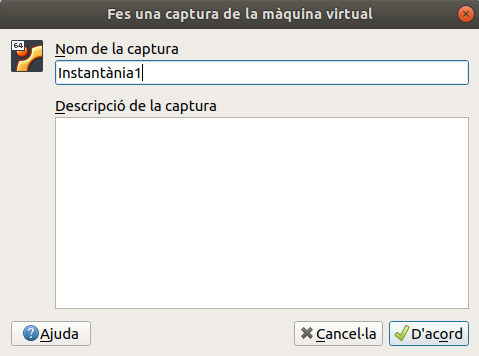 Fes una captura de la màquina virtual
64
Nom de la captura
Instantània1
Descripció de la captura
Ajuda
Cancel·la
D'acord